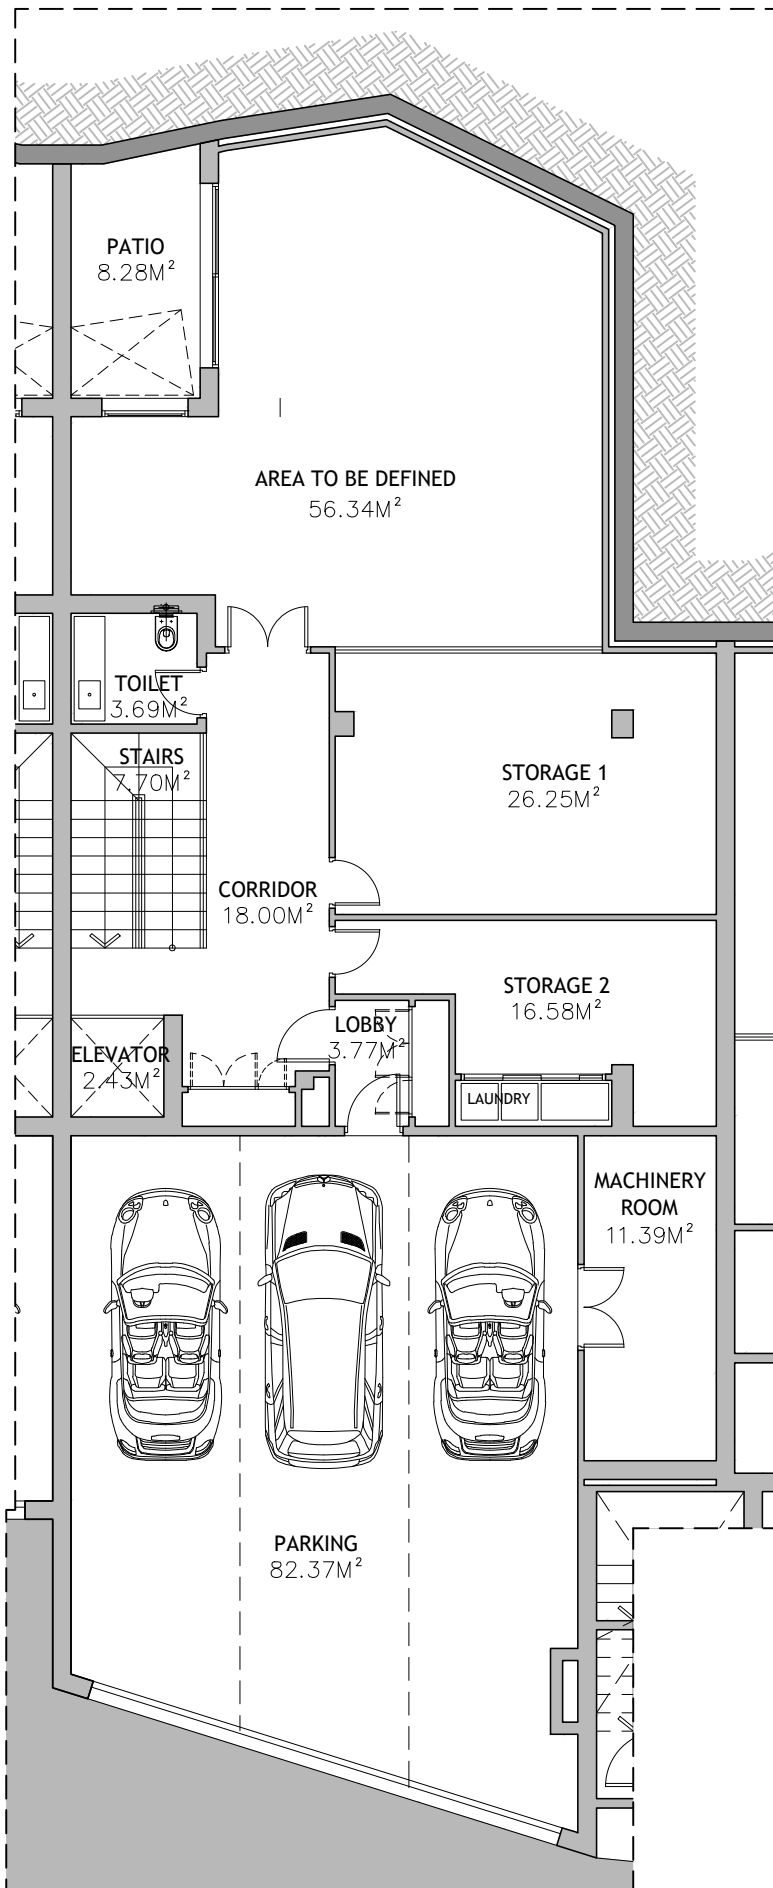 PATIO
8.28M²
AREA TO BE DEFINED
56.34M²
TOILET
3.69M²
STAIRS
7.70M²
STORAGE 1
26.25M²
CORRIDOR
18.00M²
STORAGE 2
16.58M²
LOBBY
3.77M²
ELEVATOR
2.43M²
LAUNDRY
MACHINERY
ROOM
11.39M²
PARKING
82.37M²